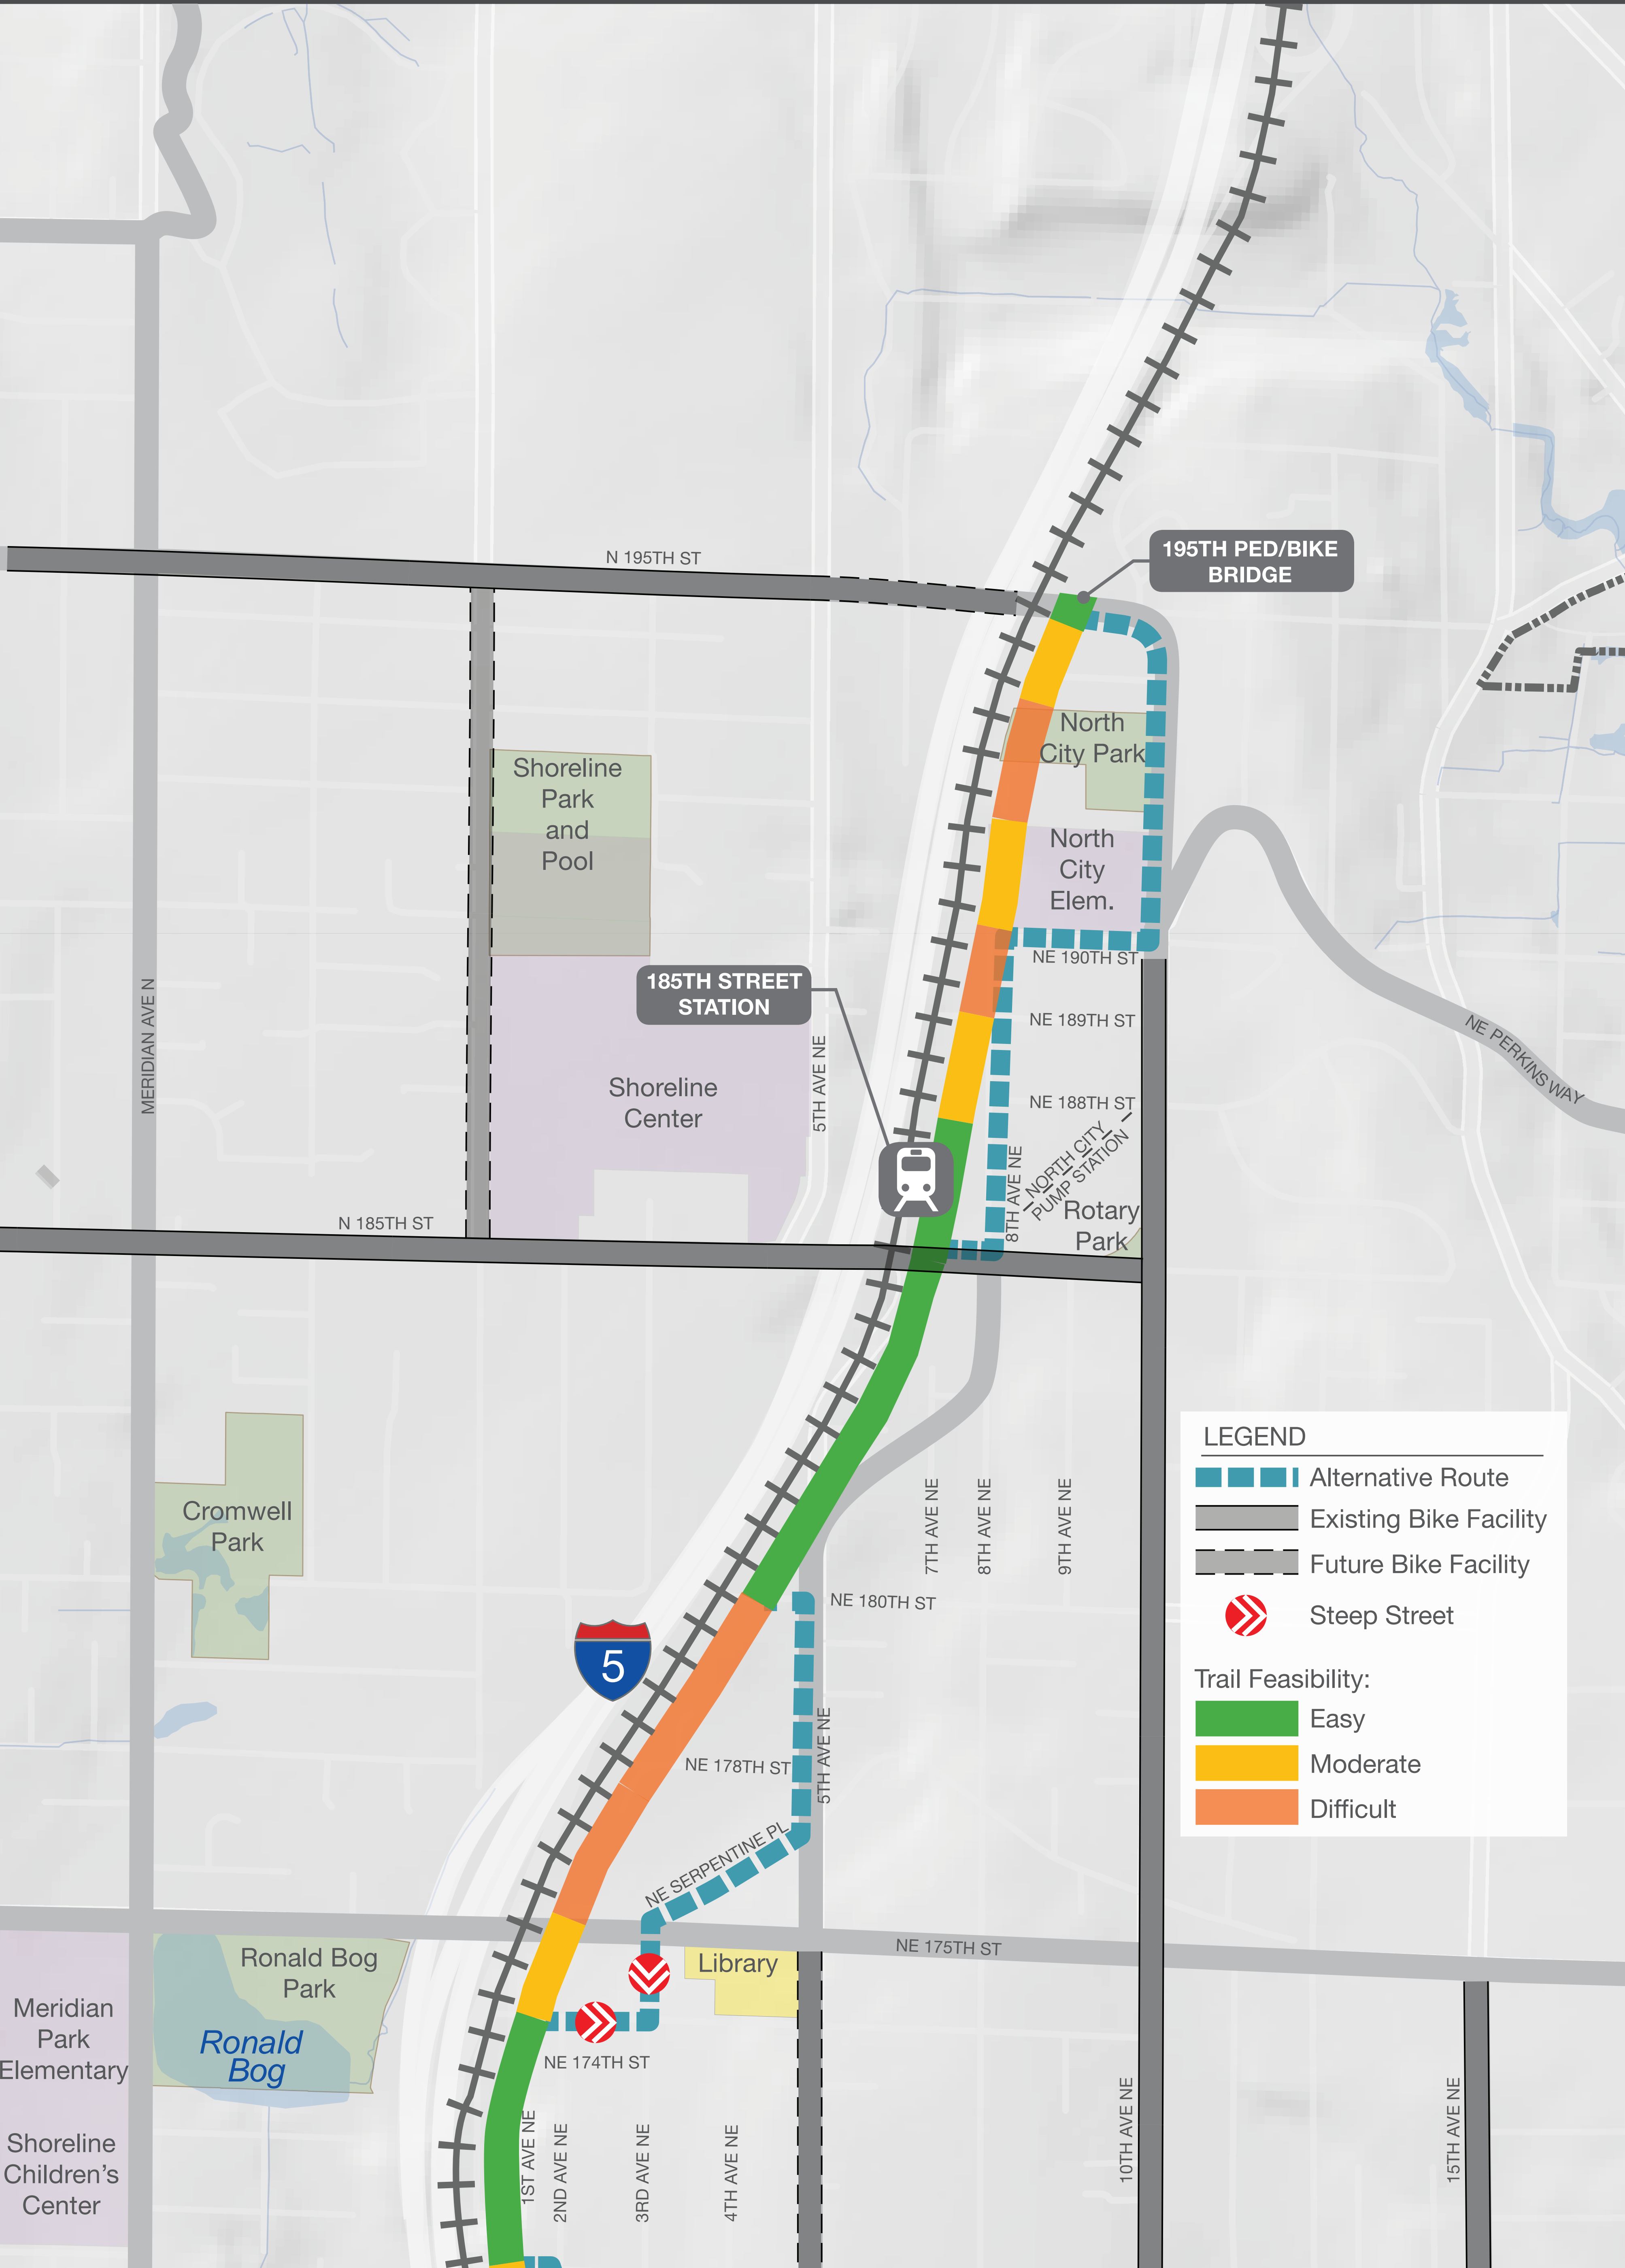 N 195TH ST
195TH PED/BIKE
BRIDGE
North
City Park
Shoreline
Park
and
Pool
North
City
Elem.
NE 190TH ST
185TH STREET
STATION
NE 189TH ST
NE PERKINS WAY
MERIDIAN AVE N
5TH AVE NE
Shoreline
Center
NE 188TH ST
NORTH CITY
PUMP STATION
8TH AVE NE
Rotary
Park
N 185TH ST
LEGEND
Alternative Route
Existing Bike Facility
Future Bike Facility
Steep Street
Trail Feasibility:
Easy
Moderate
Difficult
7TH AVE NE
8TH AVE NE
9TH AVE NE
Cromwell
Park
NE 180TH ST
5
NE 178TH ST
5TH AVE NE
NE SERPENTINE PL
NE 175TH ST
Library
Ronald Bog
Park
Ronald
Bog
Meridian
Park
Elementary
NE 174TH ST
Shoreline
Children's
Center
1ST AVE NE
2ND AVE NE
3RD AVE NE
4TH AVE NE
10TH AVE NE
15TH AVE NE